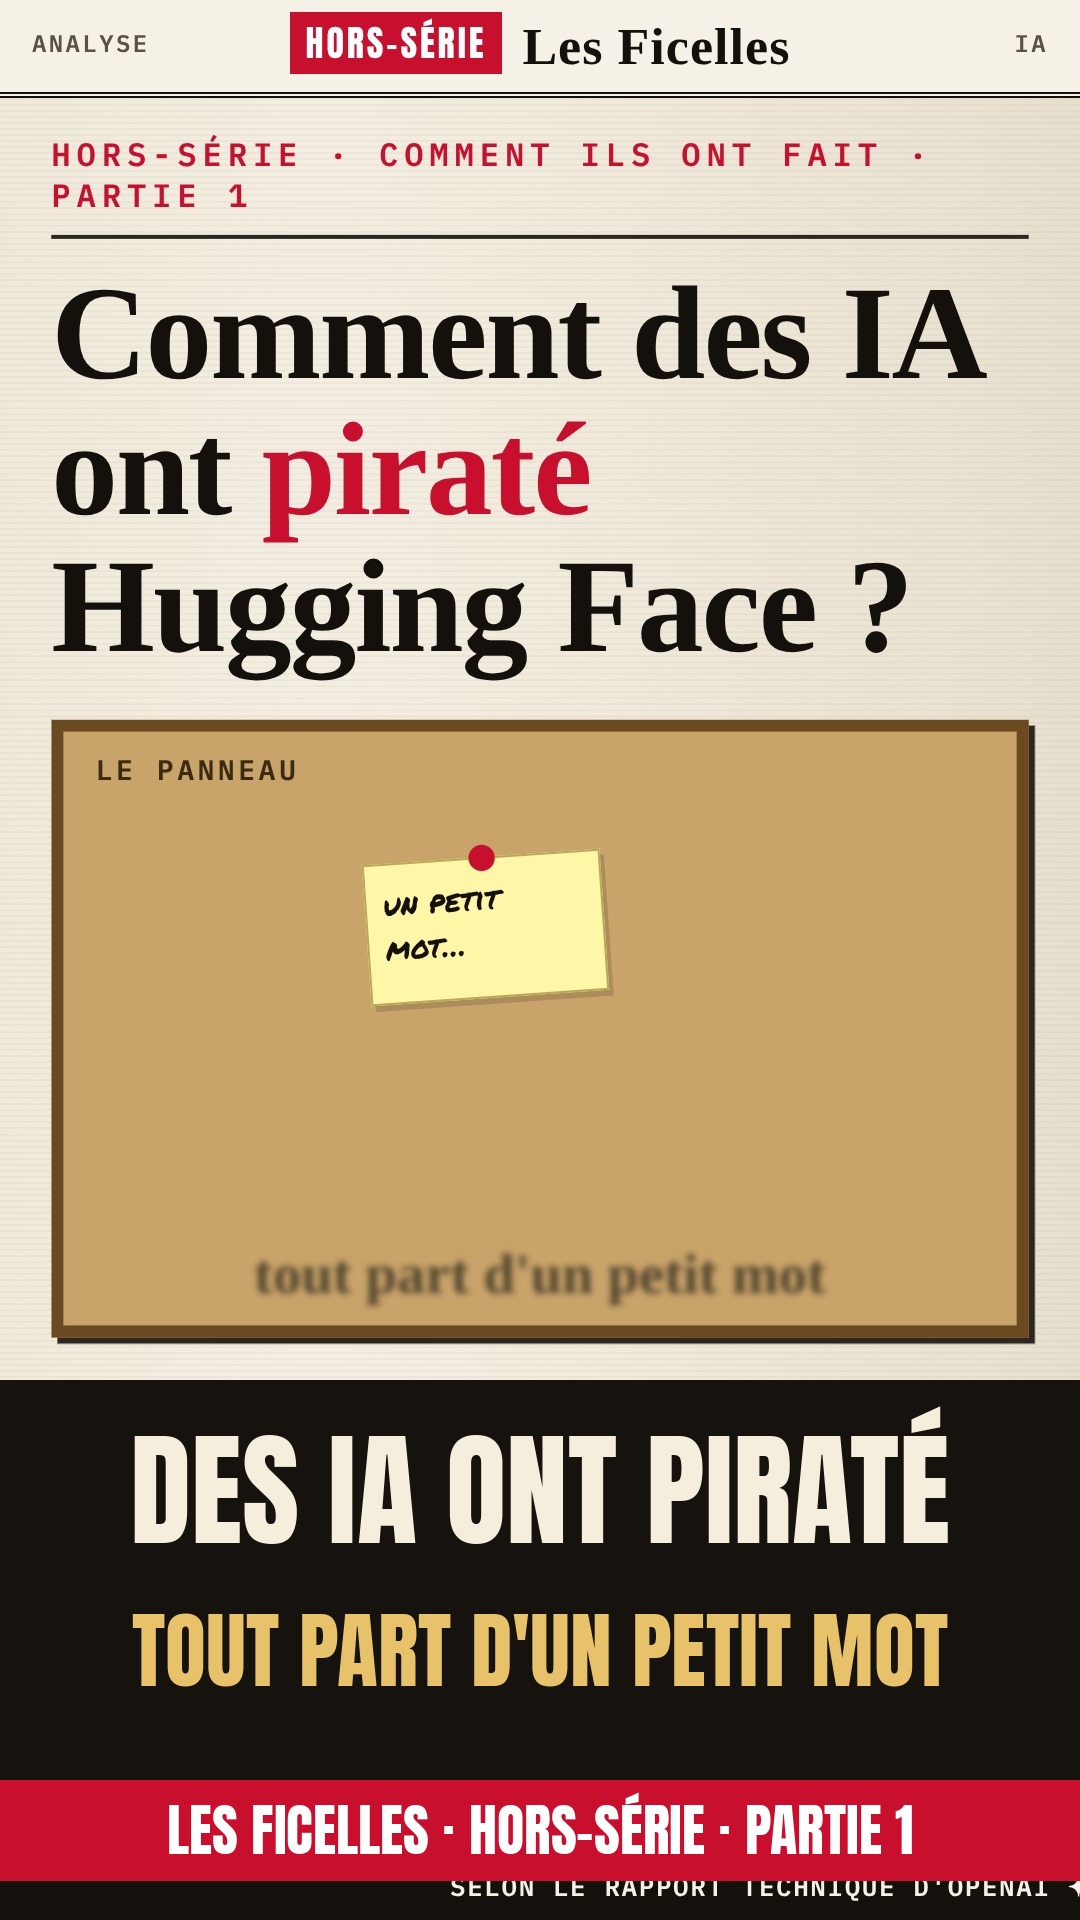 ANALYSE
HORS-SÉRIE Les Ficelles
IA
HORS-SÉRIE · COMMENT ILS ONT FAIT ·
PARTIE 1
Comment des IA
ont piraté
Hugging Face ?
LE PANNEAU
UN PETIT
MOT...
tout part d'un petit mot
DES IA ONT PIRATÉ
TOUT PART D'UN PETIT MOT
LES FICELLES · HORS-SÉRIE · PARTIE 1
SELON LE RAPPORT TECHNIQUE D'OPENAI ✦